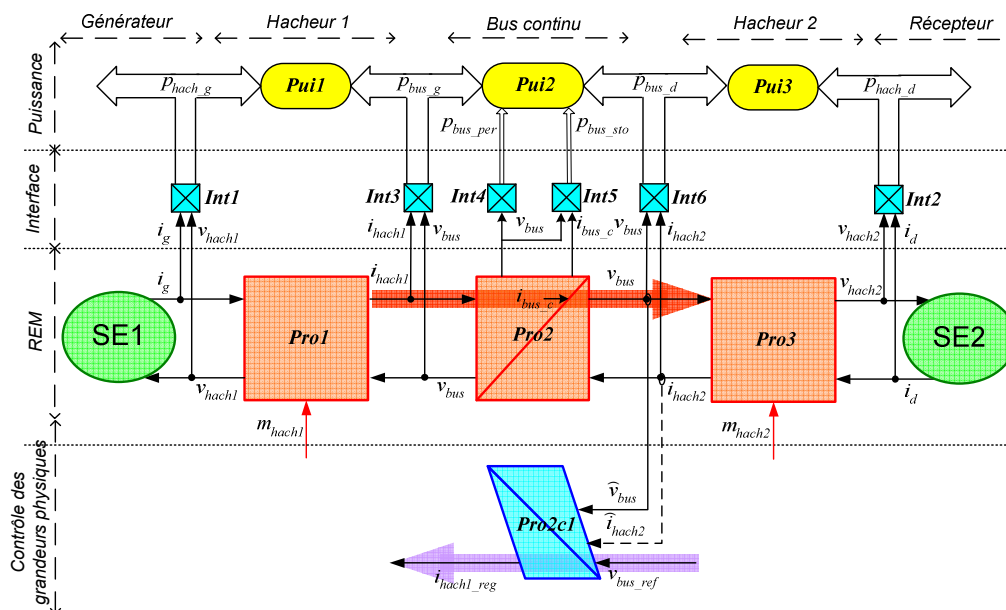 Générateur Hacheur 1 Bus continu Hacheur 2 Récepteur
Puissance
p_hach_g Pui1 p_bus_g Pui2 p_bus_d Pui3 p_hach_d
p_bus_per p_bus_sto
Interface
Int1 Int3 Int4 Int5 Int6 Int2
i_g v_hach1 i_hach1 v_bus v_bus i_bus_c v_bus i_hach2 v_hach2 i_d
REM
i_g i_hach1 i_bus_c v_bus v_hach2
SE1 Pro1 Pro2 Pro3 SE2
v_hach1 v_bus i_hach2 i_d
m_hach1 m_hach2
Contrôle des
grandeurs physiques
v̂_bus
Pro2c1 î_hach2
i_hach1_reg v_bus_ref